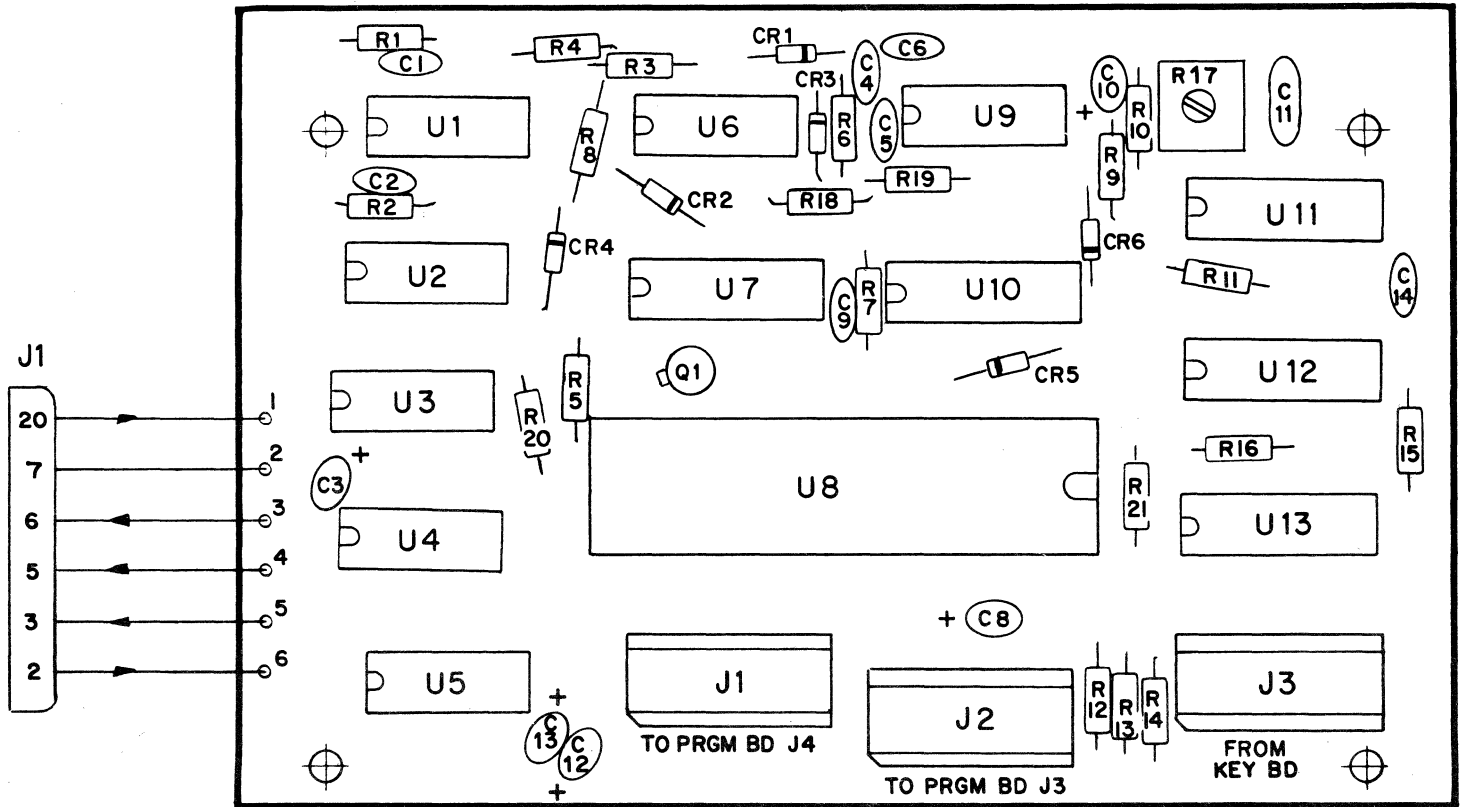 R1
C1
R4
R3
CR1
C6
C4
CR3
R6
C5
U1
U6
R8
U9
+
C10
R10
R17
C11
R9
C2
R2
CR2
R18
R19
U11
CR4
CR6
U2
U7
C9
R7
U10
R11
C14
J1
Q1
CR5
U12
R5
U3
R20
20
1
7
2
+
C3
6
3
5
4
3
5
2
6
U8
R21
R16
R15
U13
U4
+ C8
U5
J1
TO PRGM BD J4
J2
TO PRGM BD J3
R12
R13
R14
J3
FROM
KEY BD
+
C13
C12
+